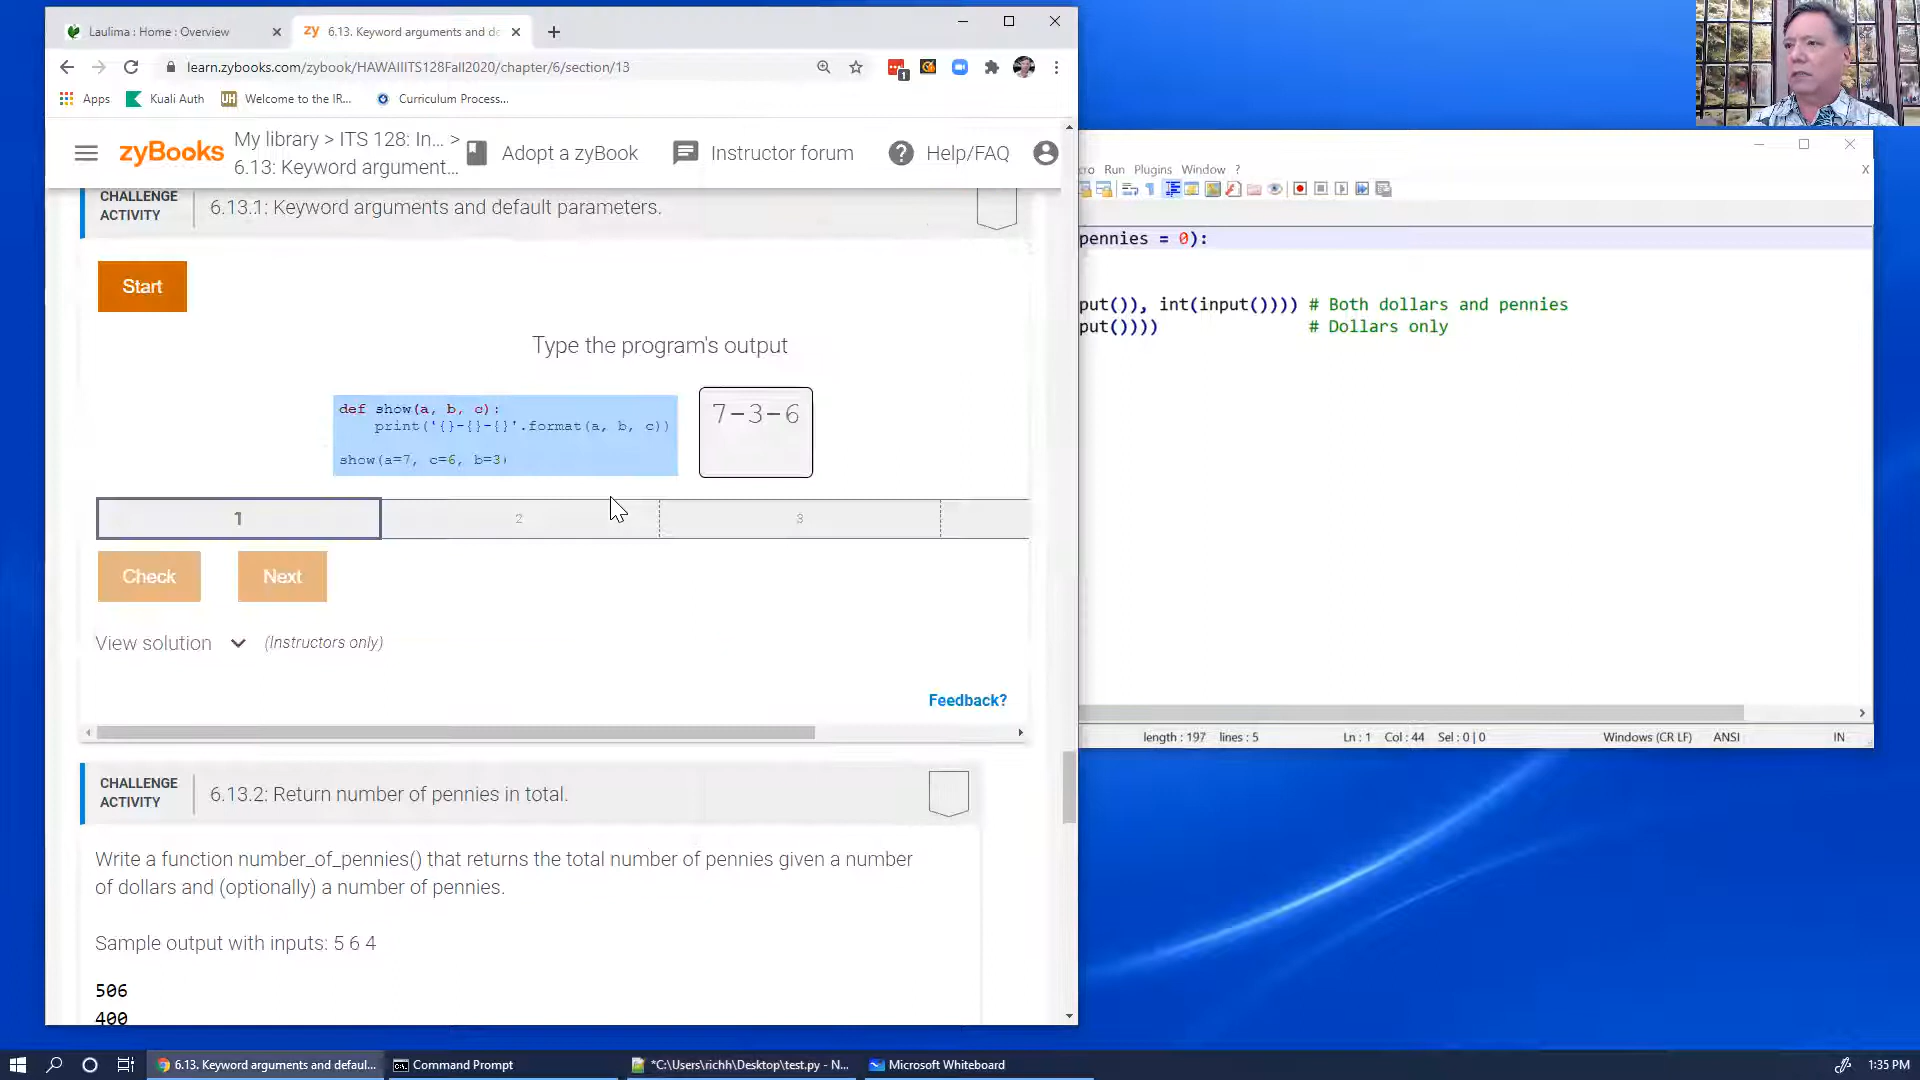 Laulima : Home : Overview
zy 6.13. Keyword arguments and de
learn.zybooks.com/zybook/HAWAIIITS128Fall2020/chapter/6/section/13
1
Apps
Kuali Auth
Welcome to the IR...
Curriculum Process...
zyBooks
My library > ITS 128: In... >
6.13: Keyword argument...
Adopt a zyBook
Instructor forum
Help/FAQ
CHALLENGE
ACTIVITY
6.13.1: Keyword arguments and default parameters.
Start
Type the program's output
def show(a, b, c):
print('{}-{}-{}'.format(a, b, c))
show(a=7, c=6, b=3)
7-3-6
1
2
3
Check
Next
View solution
(Instructors only)
Feedback?
CHALLENGE
ACTIVITY
6.13.2: Return number of pennies in total.
Write a function number_of_pennies() that returns the total number of pennies given a number
of dollars and (optionally) a number of pennies.
Sample output with inputs: 5 6 4
506
400
cro Run Plugins Window ?
X
pennies = 0):
put()), int(input()))) # Both dollars and pennies
put()))) # Dollars only
length : 197 lines : 5
Ln : 1 Col : 44 Sel : 0 | 0
Windows (CR LF)
ANSI
IN
6.13. Keyword arguments and defaul...
Command Prompt
*C:\Users\richh\Desktop\test.py - N...
Microsoft Whiteboard
1:35 PM